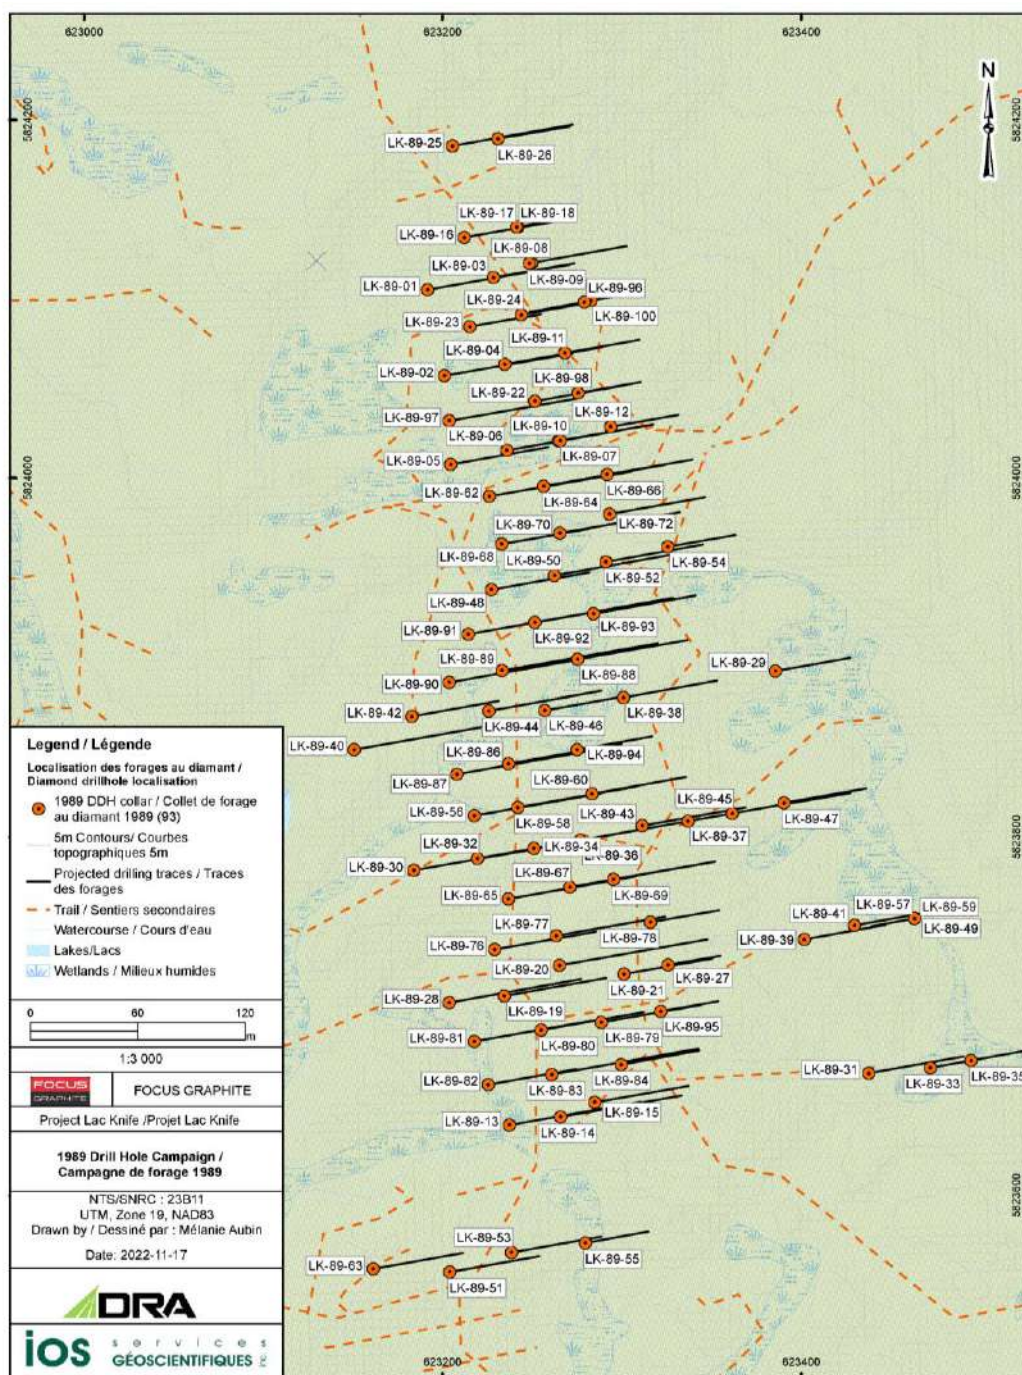 623000
623200
623400
N
5824200
5824200
LK-89-25
LK-89-26
LK-89-17
LK-89-18
LK-89-16
LK-89-08
LK-89-03
LK-89-09
LK-89-01
LK-89-96
LK-89-24
LK-89-100
LK-89-23
LK-89-11
LK-89-04
LK-89-02
LK-89-98
LK-89-22
LK-89-97
LK-89-12
LK-89-10
LK-89-06
LK-89-07
LK-89-05
5824000
5824000
LK-89-62
LK-89-66
LK-89-64
LK-89-70
LK-89-72
LK-89-68
LK-89-50
LK-89-54
LK-89-52
LK-89-48
LK-89-91
LK-89-93
LK-89-92
LK-89-89
LK-89-29
LK-89-88
LK-89-90
LK-89-42
LK-89-38
LK-89-44
LK-89-46
LK-89-40
LK-89-86
LK-89-94
LK-89-87
LK-89-60
LK-89-45
LK-89-56
LK-89-43
LK-89-47
LK-89-58
LK-89-37
LK-89-32
LK-89-34
LK-89-36
LK-89-30
5823800
LK-89-67
LK-89-65
LK-89-69
LK-89-57
LK-89-59
LK-89-41
LK-89-49
LK-89-77
LK-89-78
LK-89-39
LK-89-76
LK-89-20
LK-89-27
LK-89-21
LK-89-28
LK-89-19
LK-89-95
LK-89-79
LK-89-81
LK-89-80
LK-89-31
LK-89-33
LK-89-35
LK-89-82
LK-89-83
LK-89-84
LK-89-15
LK-89-13
LK-89-14
5823600
LK-89-53
LK-89-55
LK-89-63
LK-89-51
623200
623400
Legend / Légende
Localisation des forages au diamant /
Diamond drillhole localisation
1989 DDH collar / Collet de forage
au diamant 1989 (93)
5m Contours/ Courbes
topographiques 5m
Projected drilling traces / Traces
des forages
Trail / Sentiers secondaires
Watercourse / Cours d'eau
Lakes/Lacs
Wetlands / Milieux humides
0 60 120
m
1:3 000
FOCUS
GRAPHITE
FOCUS GRAPHITE
Project Lac Knife /Projet Lac Knife
1989 Drill Hole Campaign /
Campagne de forage 1989
NTS/SNRC : 23B11
UTM, Zone 19, NAD83
Drawn by / Dessiné par : Mélanie Aubin
Date: 2022-11-17
DRA
ios services
GÉOSCIENTIFIQUES inc.